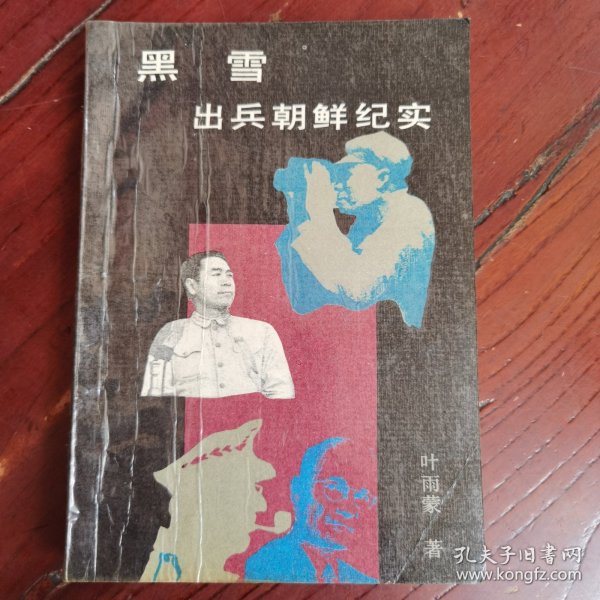 黑雪
出兵朝鲜纪实
叶雨蒙 著
孔夫子旧书网
www.kongfz.com